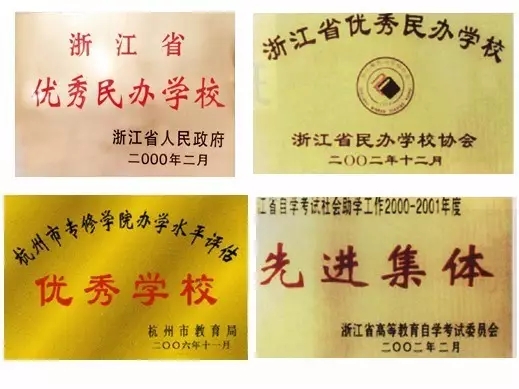 浙江省
优秀民办学校
浙江省人民政府
二000年二月
浙江省优秀民办学校
浙江省民办学校协会
二〇〇二年十二月
杭州市专修学院办学水平评估
优秀学校
杭州市教育局
二〇〇六年十一月
江省自学考试社会助学工作2000-2001年度
先进集体
浙江省高等教育自学考试委员会
二〇〇二年二月